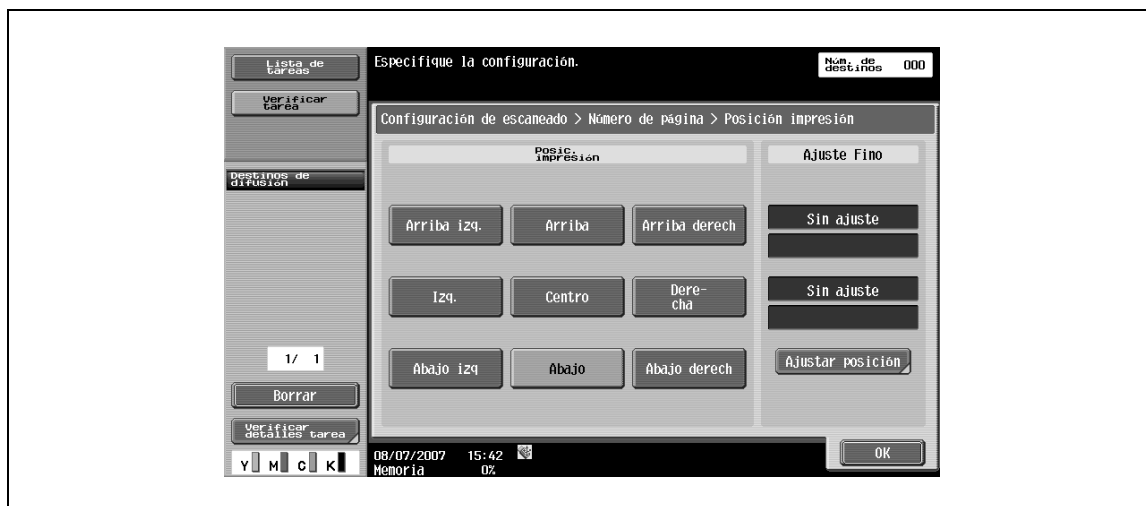 Lista de
tareas
Verificar
tarea
Destinos de
difusión
1/ 1
Borrar
Verificar
detalles tarea
Y M C K
Especifique la configuración.
Núm. de
destinos 000
Configuración de escaneado > Número de página > Posición impresión
Posic.
impresión
Ajuste Fino
Arriba izq. Arriba Arriba derech
Sin ajuste
Izq. Centro Dere-
cha
Sin ajuste
Abajo izq Abajo Abajo derech
Ajustar posición
08/07/2007 15:42
Memoria 0%
OK